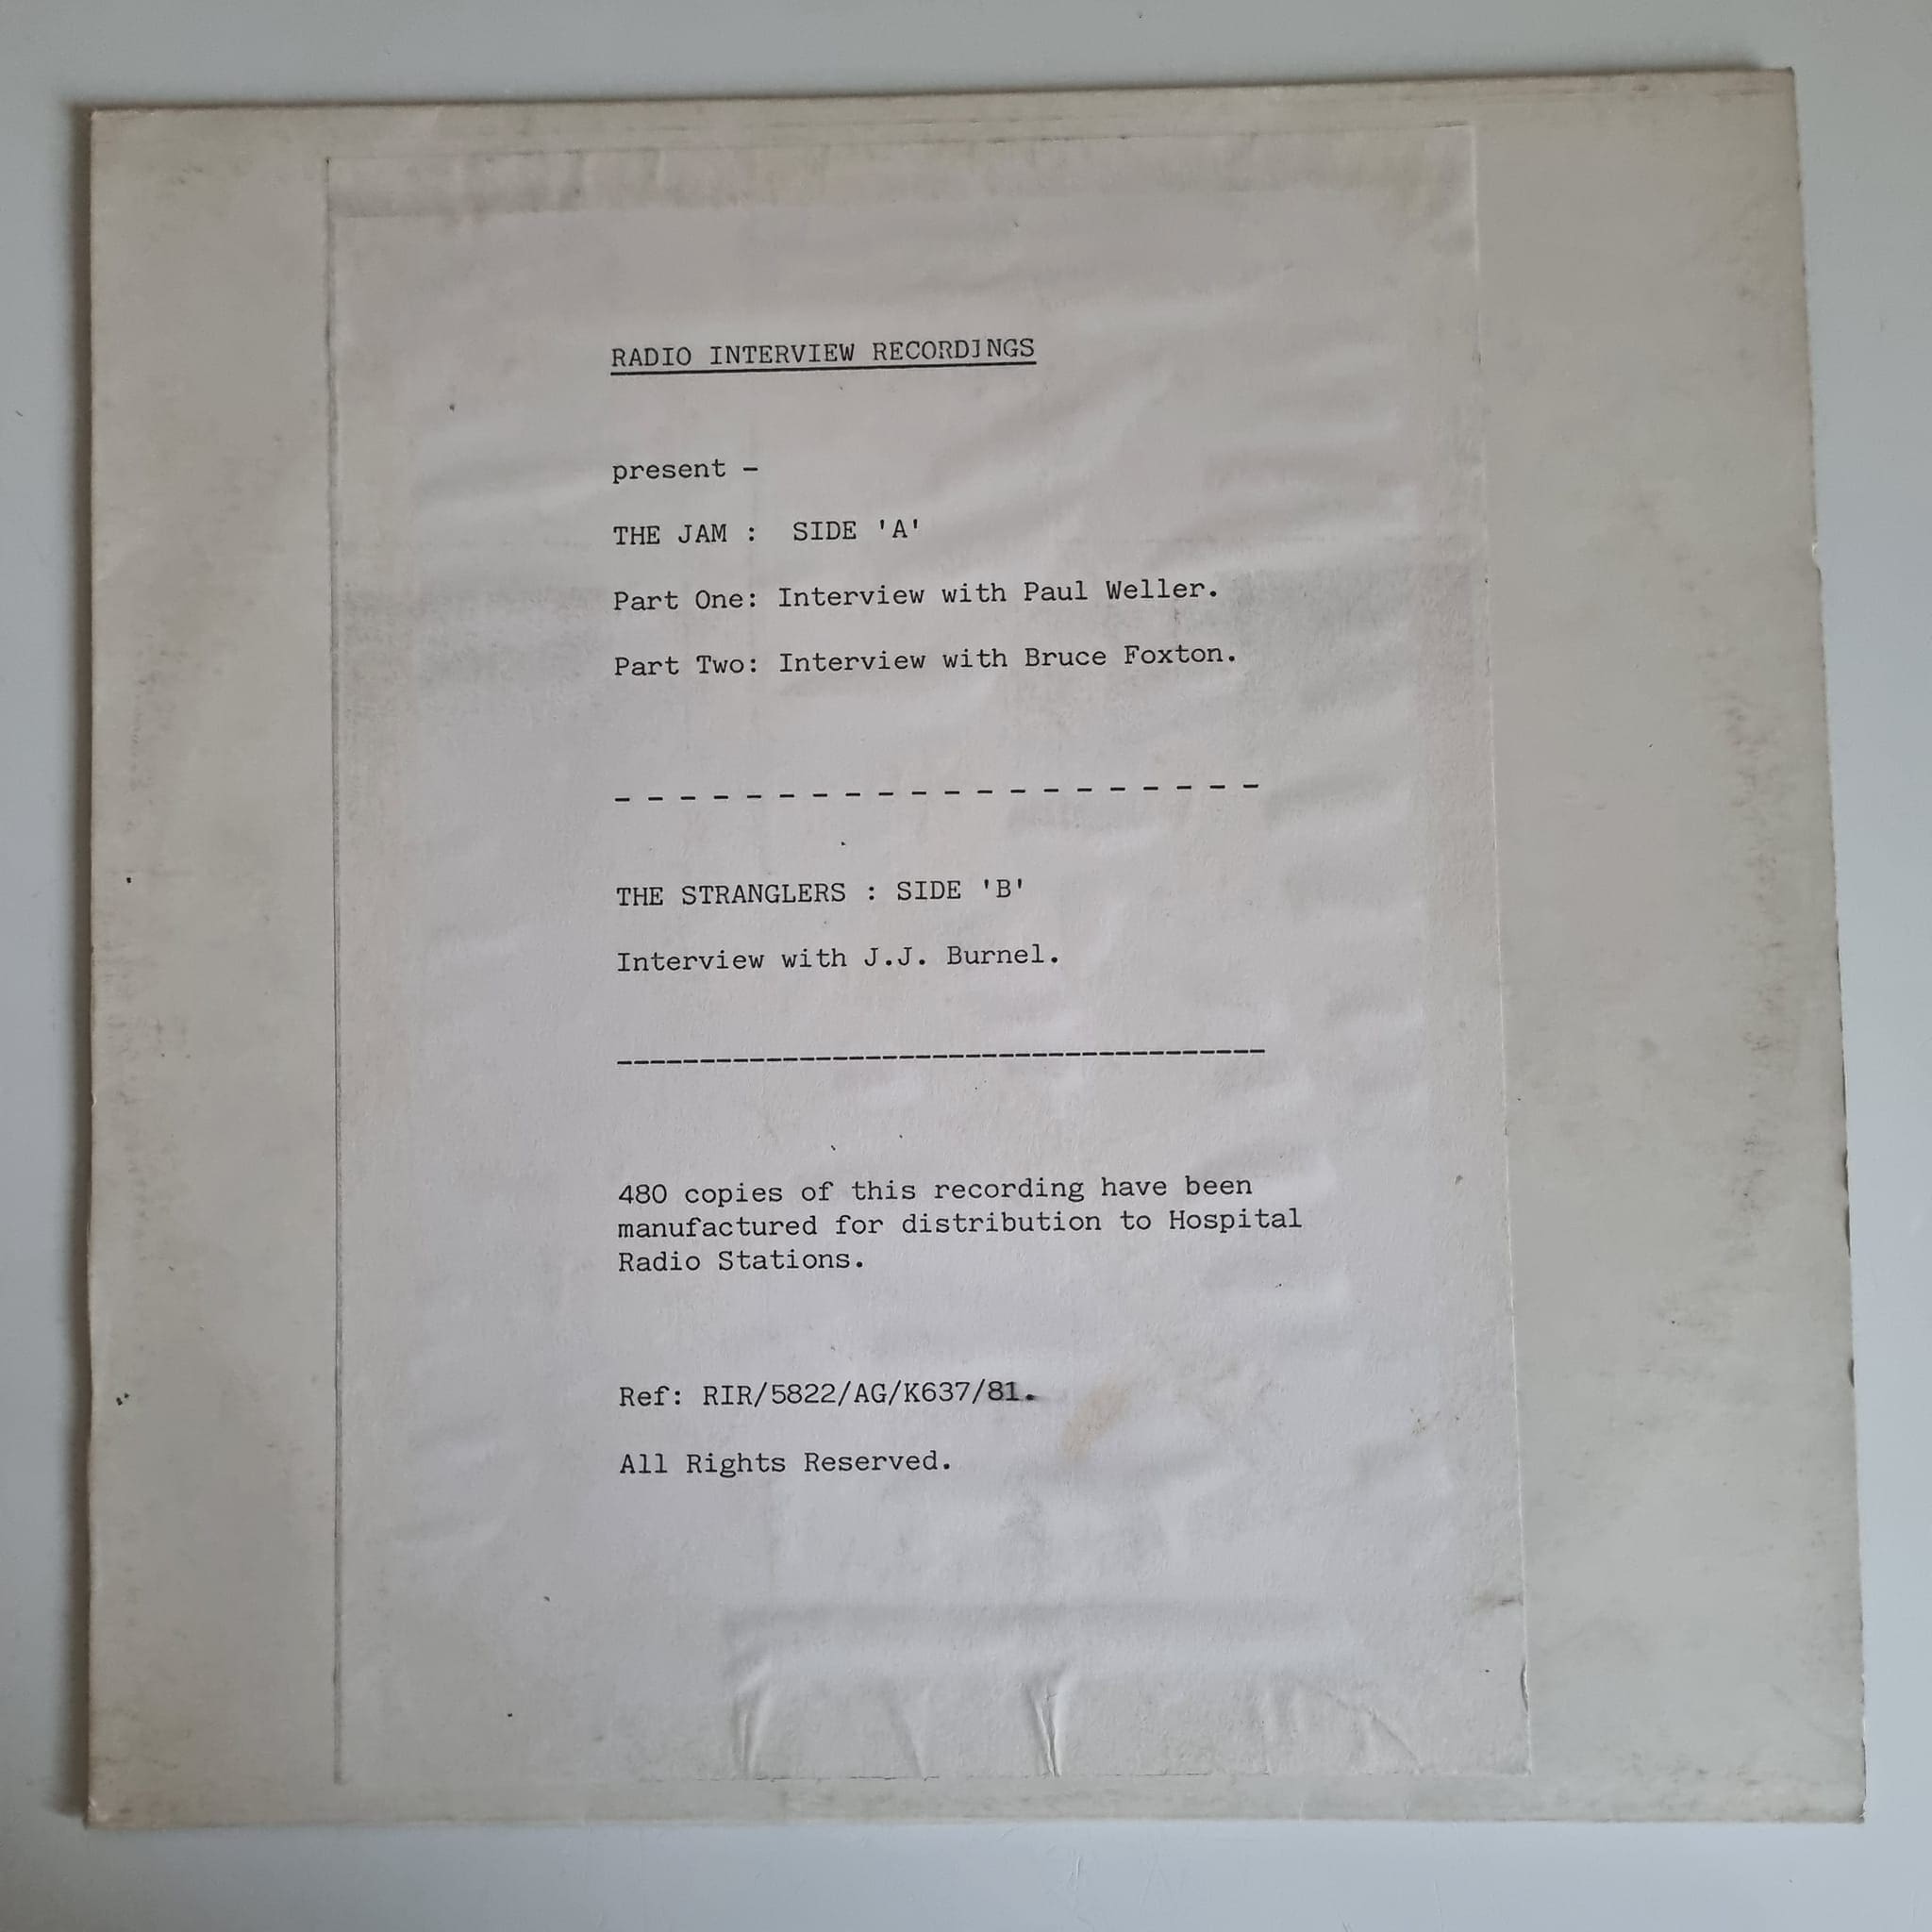 RADIO INTERVIEW RECORDINGS
present -
THE JAM : SIDE 'A'
Part One: Interview with Paul Weller.
Part Two: Interview with Bruce Foxton.
- - - - - - - - - - - - - - - - - - - -
THE STRANGLERS : SIDE 'B'
Interview with J.J. Burnel.
---------------------------------------
480 copies of this recording have been
manufactured for distribution to Hospital
Radio Stations.
Ref: RIR/5822/AG/K637/81.
All Rights Reserved.